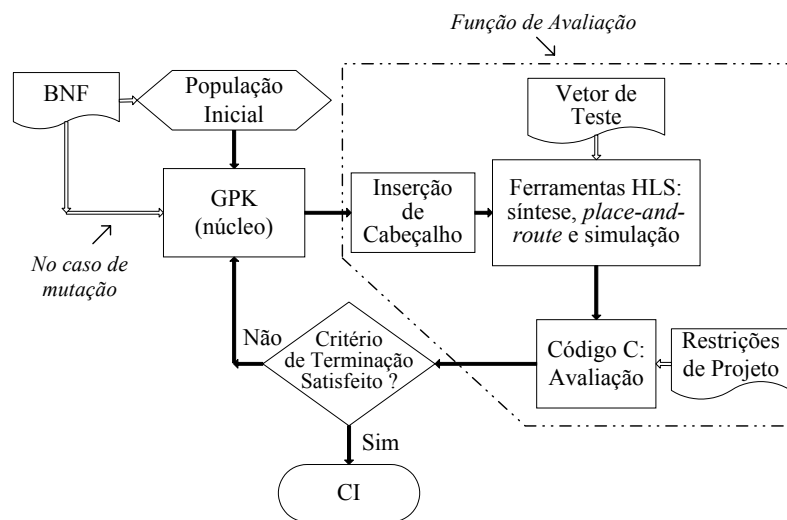 Função de Avaliação
BNF
População
Inicial
Vetor de
Teste
GPK
(núcleo)
Inserção
de
Cabeçalho
Ferramentas HLS:
síntese, place-and-
route e simulação
No caso de
mutação
Não
Critério
de Terminação
Satisfeito ?
Código C:
Avaliação
Restrições
de Projeto
Sim
CI